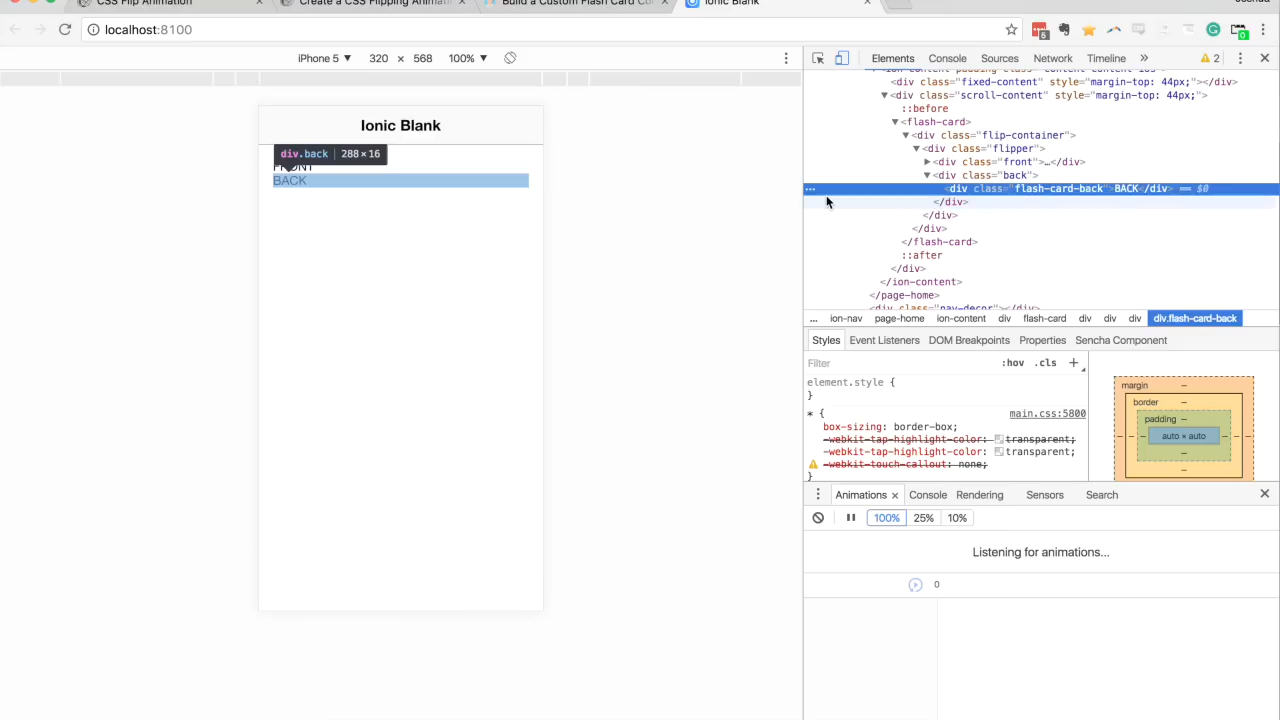 CSS Flip Animation
Create a CSS Flipping Animati
Build a Custom Flash Card Co
Ionic Blank
localhost:8100
6
0
iPhone 5 ▼ 320 × 568 100% ▼
Elements Console Sources Network Timeline » 2
Ionic Blank
div.back | 288×16
FRONT
BACK
▶<div class="fixed-content" style="margin-top: 44px;"></div>
▼<div class="scroll-content" style="margin-top: 44px;">
::before
▼<flash-card>
▼<div class="flip-container">
▼<div class="flipper">
▶<div class="front">…</div>
▼<div class="back">
<div class="flash-card-back">BACK</div> == $0
</div>
</div>
</div>
</flash-card>
::after
</div>
</ion-content>
</page-home>
<div class="nav-decor"></div>
... ion-nav page-home ion-content div flash-card div div div div.flash-card-back
Styles Event Listeners DOM Breakpoints Properties Sencha Component
Filter :hov .cls +
element.style {
}
* { main.css:5800
box-sizing: border-box;
-webkit-tap-highlight-color: transparent;
-webkit-tap-highlight-color: transparent;
-webkit-touch-callout: none;
}
margin –
border –
padding –
auto × auto
Animations × Console Rendering Sensors Search
100% 25% 10%
Listening for animations...
0